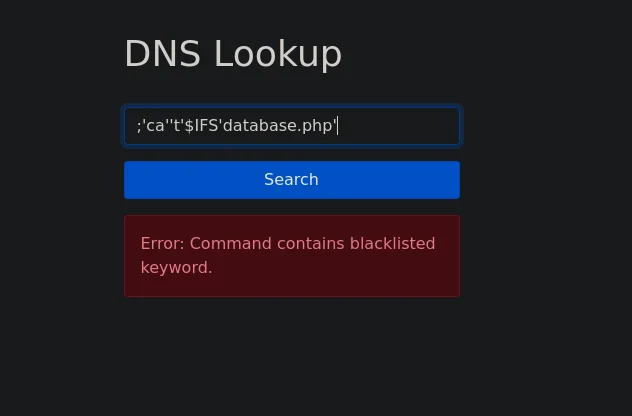 DNS Lookup
;'ca''t'$IFS'database.php'
Search
Error: Command contains blacklisted
keyword.